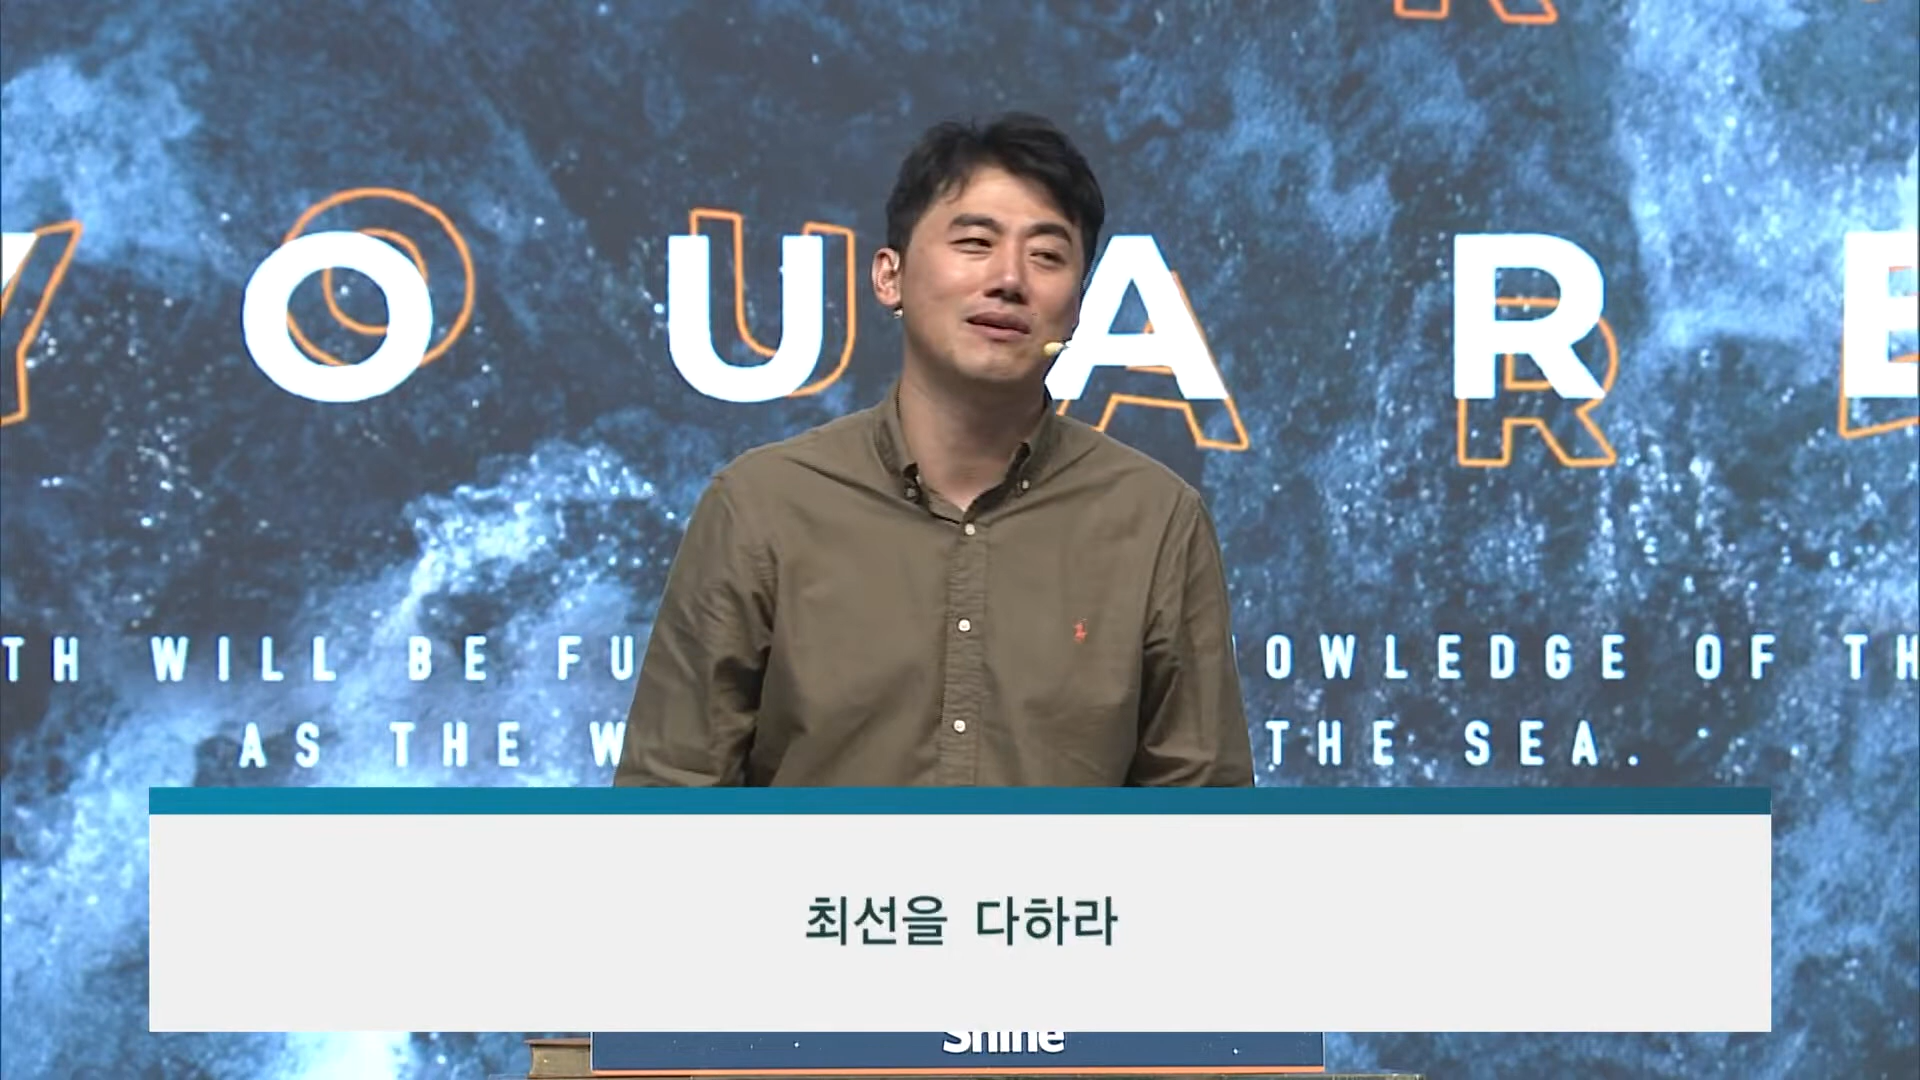 YOU ARE
TH WILL BE FU OWLEDGE OF TH
AS THE W THE SEA.
최선을 다하라
Shine